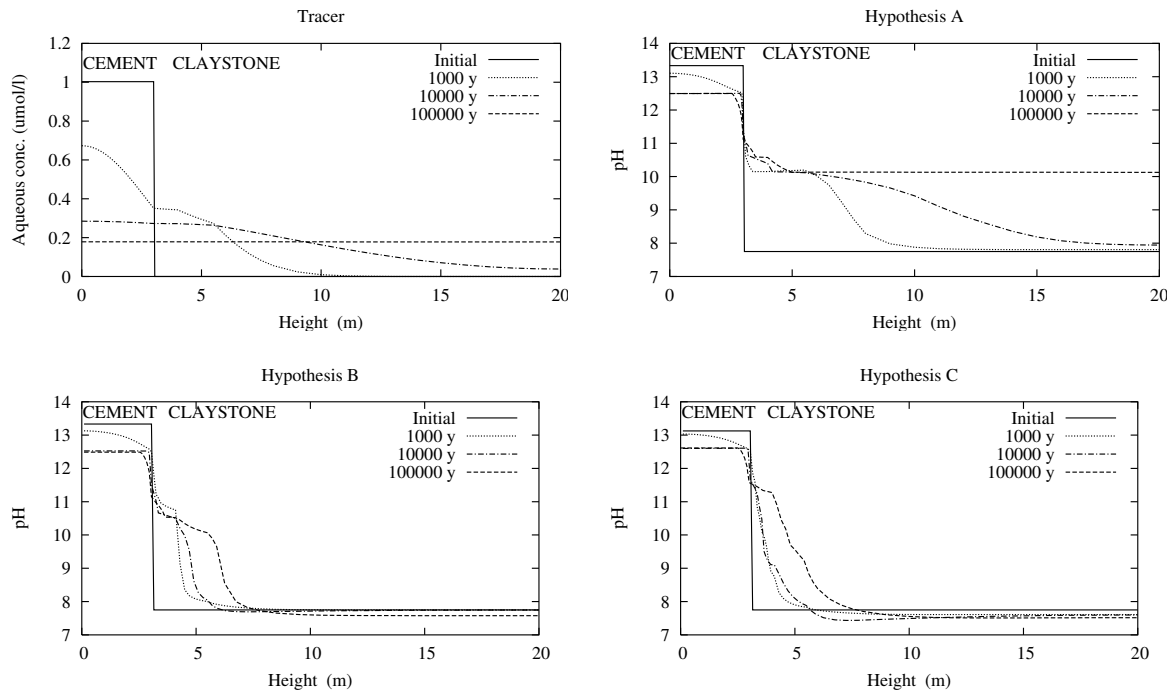 Tracer
Aqueous conc. (umol/l)
1.2
1
0.8
0.6
0.4
0.2
0
CEMENT CLAYSTONE
Initial
1000 y
10000 y
100000 y
0 5 10 15 20
Height (m)
Hypothesis A
pH
14
13
12
11
10
9
8
7
CEMENT CLAYSTONE
Initial
1000 y
10000 y
100000 y
0 5 10 15 20
Height (m)
Hypothesis B
pH
14
13
12
11
10
9
8
7
CEMENT CLAYSTONE
Initial
1000 y
10000 y
100000 y
0 5 10 15 20
Height (m)
Hypothesis C
pH
14
13
12
11
10
9
8
7
CEMENT CLAYSTONE
Initial
1000 y
10000 y
100000 y
0 5 10 15 20
Height (m)